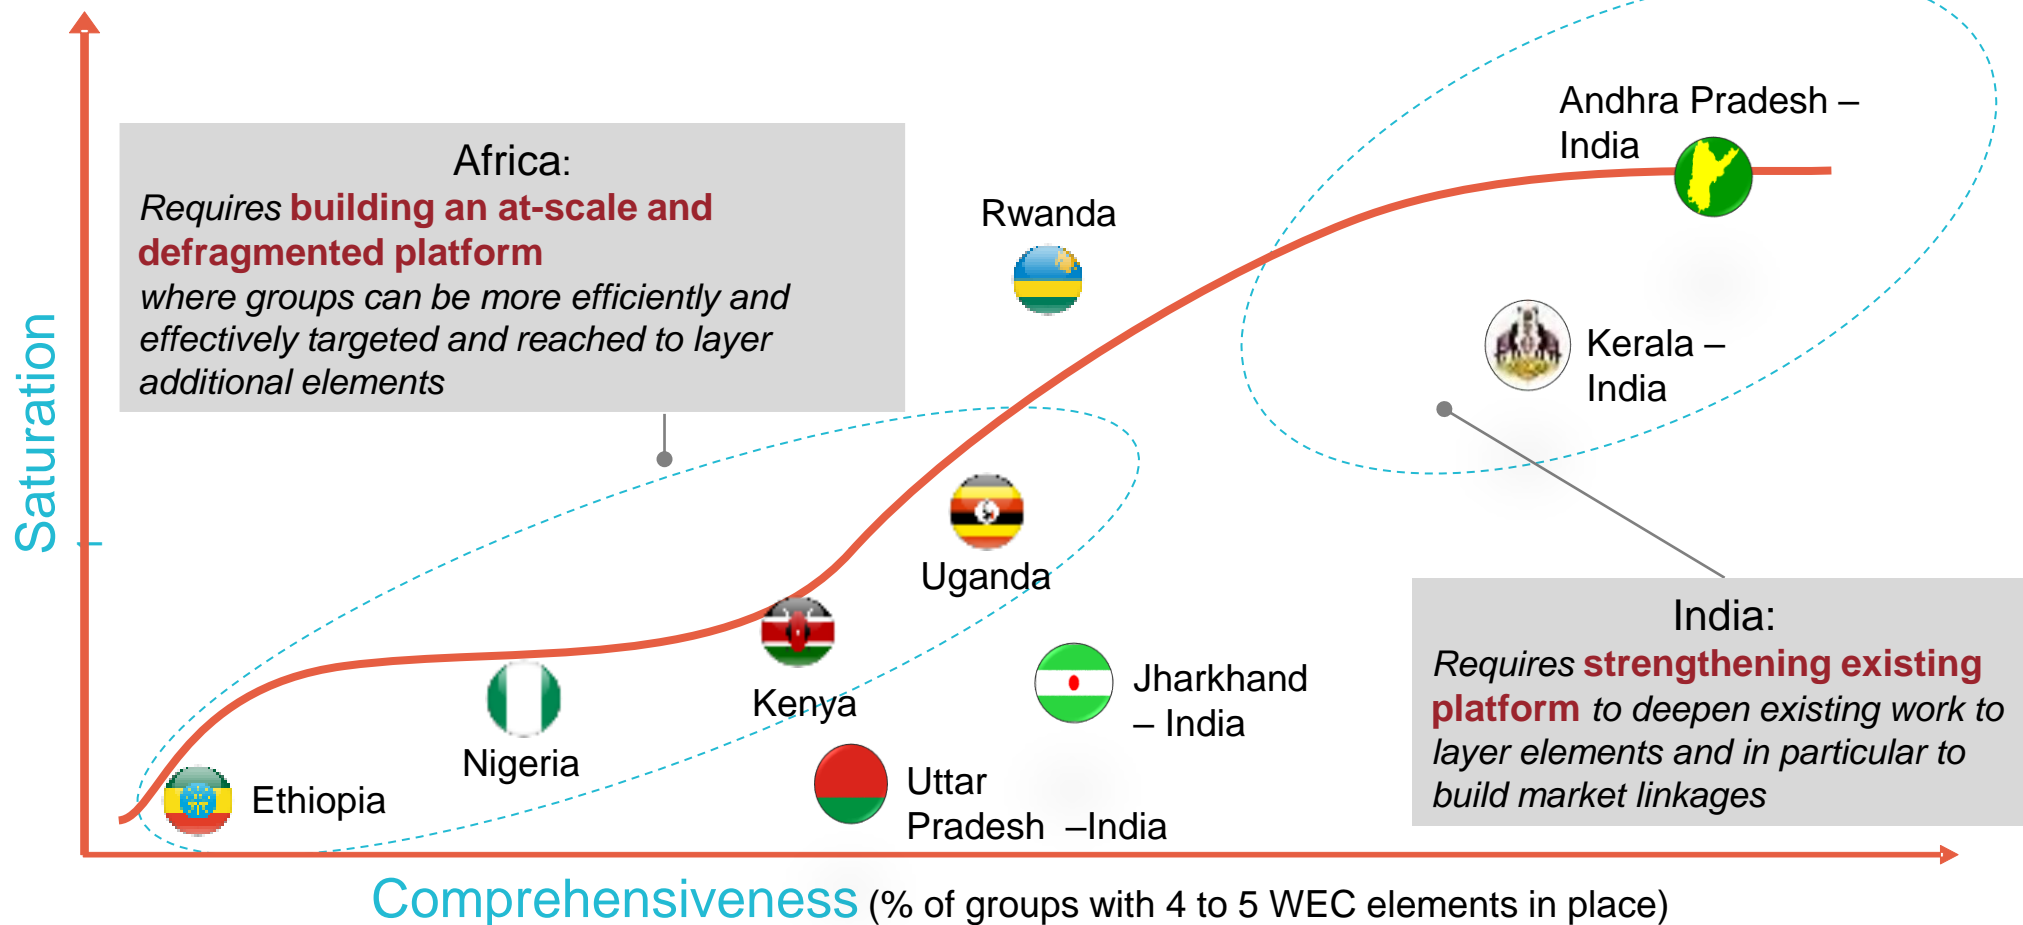 Andhra Pradesh –
India
Africa:
Requires building an at-scale and
defragmented platform
where groups can be more efficiently and
effectively targeted and reached to layer
additional elements
Rwanda
Kerala –
India
Saturation
Uganda
Kenya
Nigeria
Ethiopia
Jharkhand
– India
Uttar
Pradesh –India
India:
Requires strengthening existing
platform to deepen existing work to
layer elements and in particular to
build market linkages
Comprehensiveness (% of groups with 4 to 5 WEC elements in place)